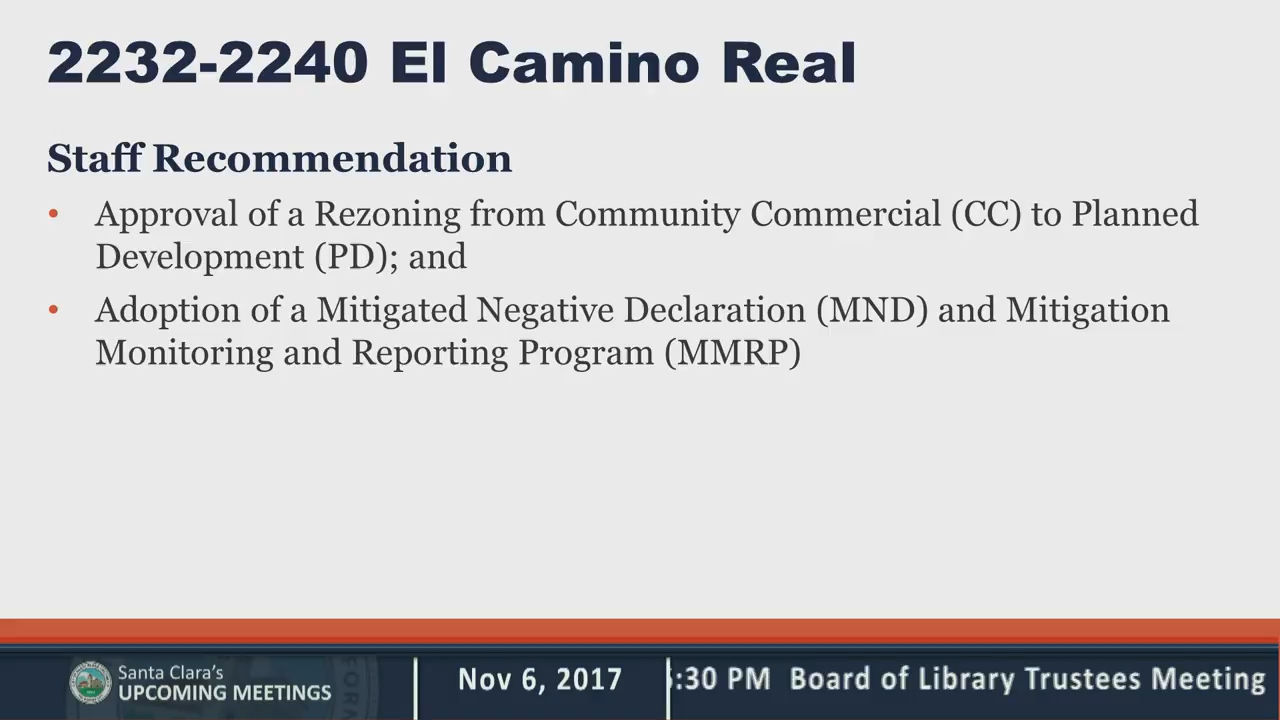 2232-2240 El Camino Real
Staff Recommendation
• Approval of a Rezoning from Community Commercial (CC) to Planned
Development (PD); and
• Adoption of a Mitigated Negative Declaration (MND) and Mitigation
Monitoring and Reporting Program (MMRP)
Santa Clara's
UPCOMING MEETINGS
Nov 6, 2017
:30 PM Board of Library Trustees Meeting